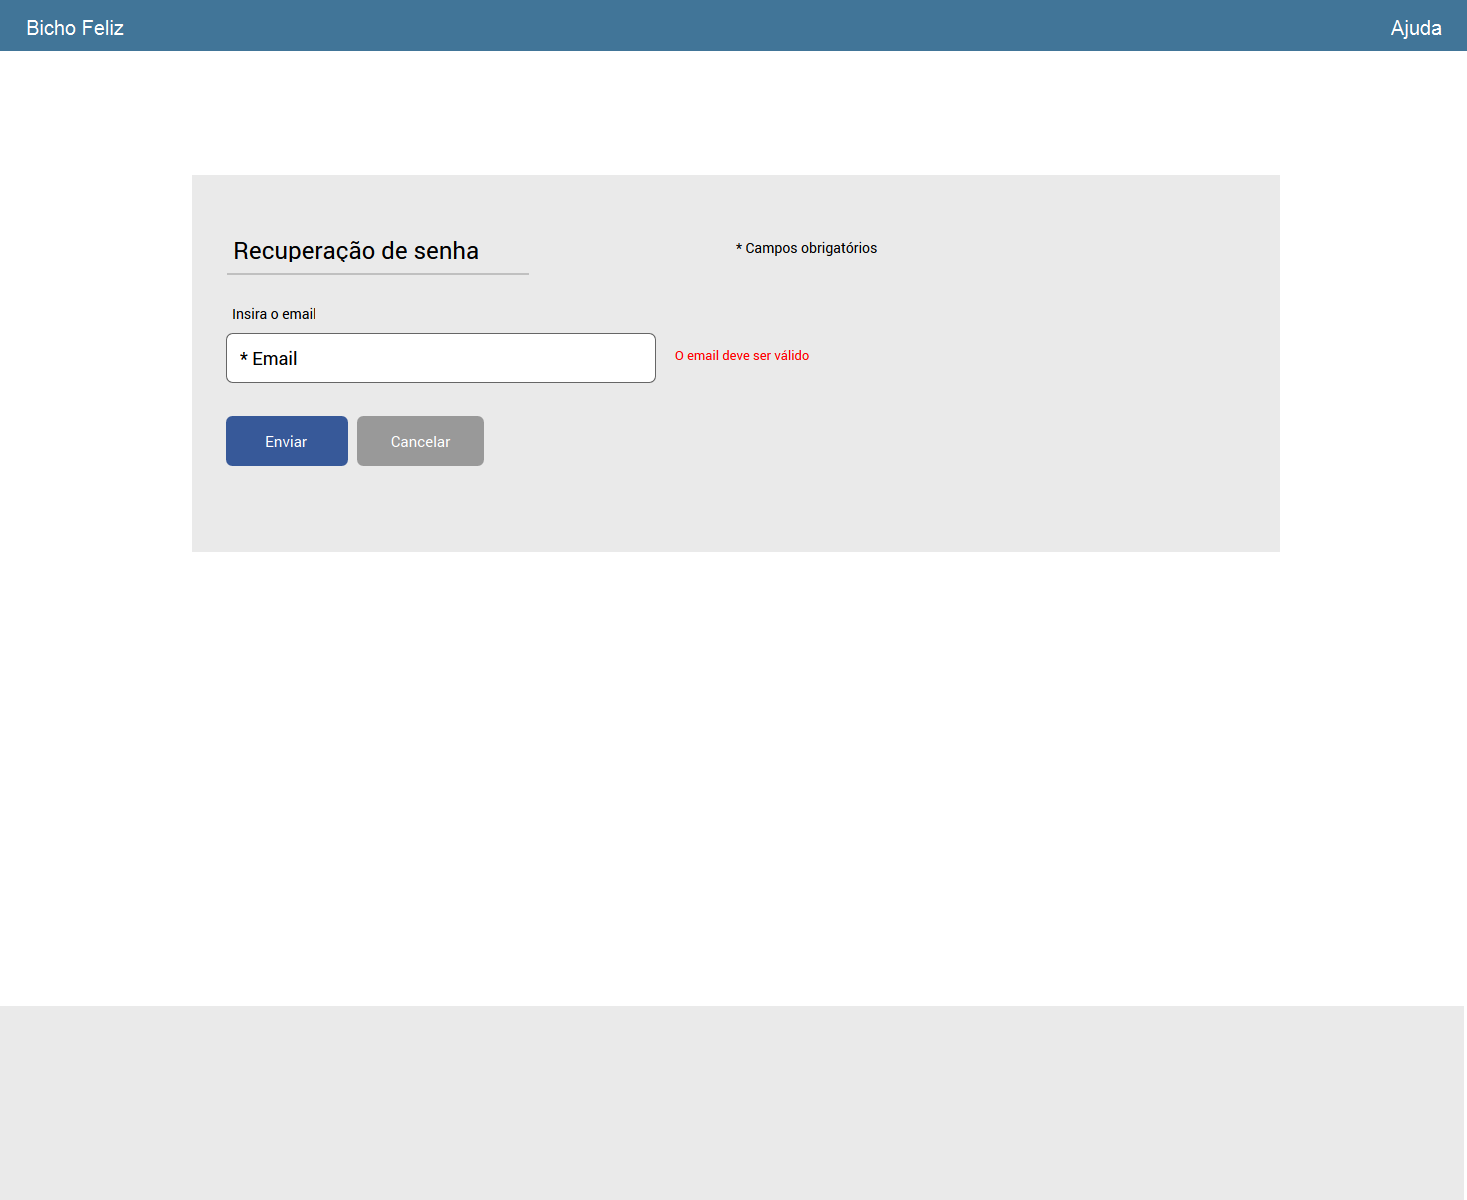 Bicho Feliz
Ajuda
Recuperação de senha
* Campos obrigatórios
Insira o email
* Email
O email deve ser válido
Enviar
Cancelar